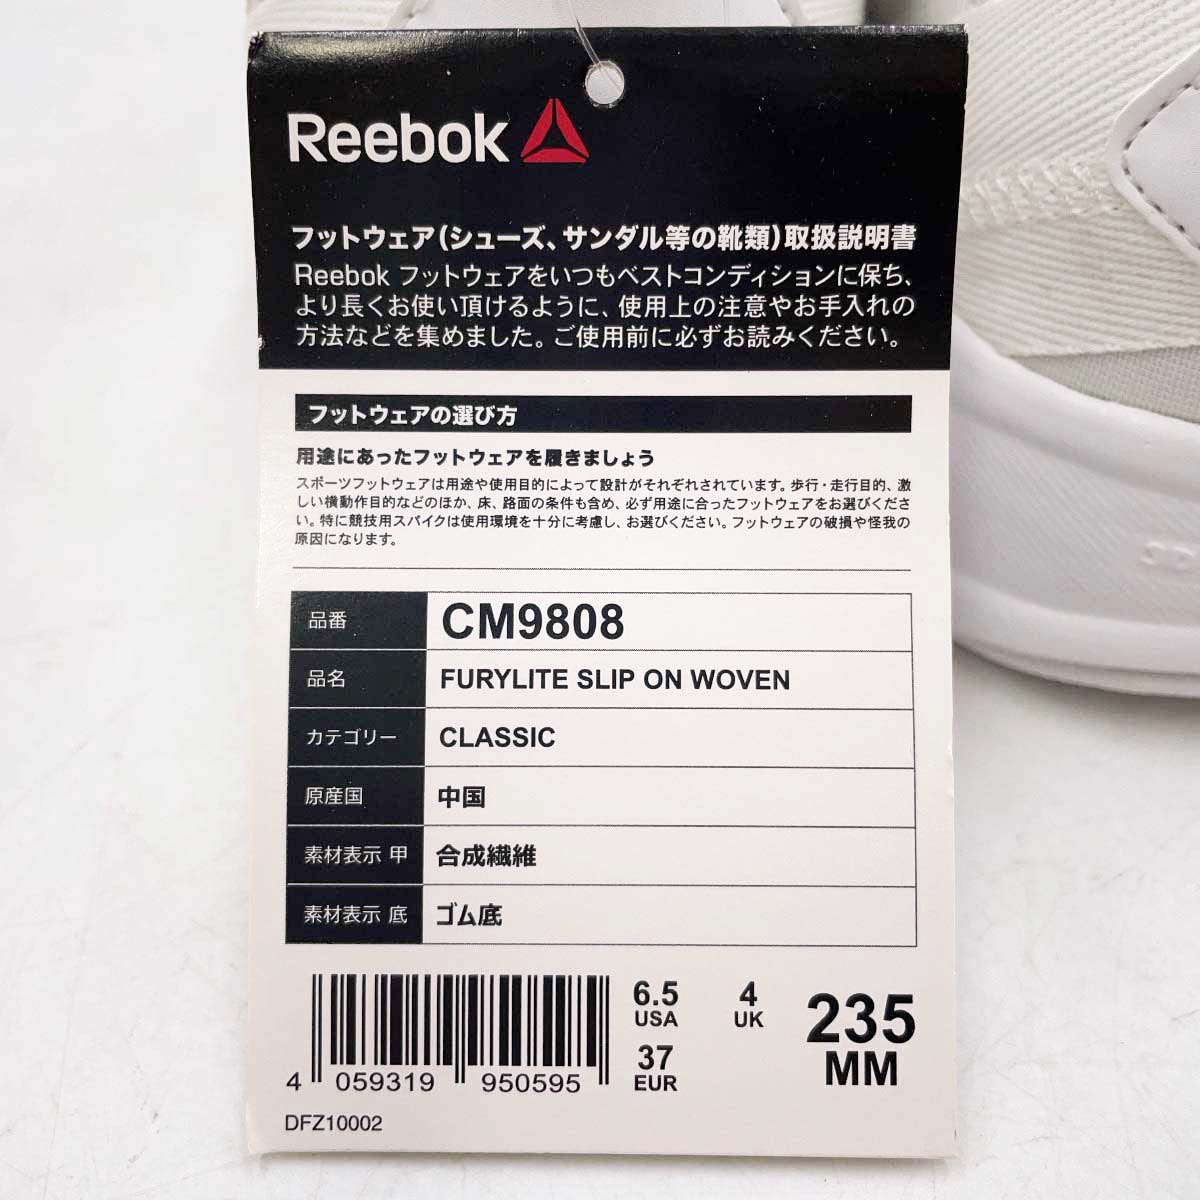 Reebok
フットウェア(シューズ、サンダル等の靴類)取扱説明書
Reebok フットウェアをいつもベストコンディションに保ち、
より長くお使い頂けるように、使用上の注意やお手入れの
方法などを集めました。ご使用前に必ずお読みください。
フットウェアの選び方
用途にあったフットウェアを履きましょう
スポーツフットウェアは用途や使用目的によって設計がそれぞれされています。歩行・走行目的、激
しい横動作目的などのほか、床、路面の条件も含め、必ず用途に合ったフットウェアをお選びくださ
い。特に競技用スパイクは使用環境を十分に考慮し、お選びください。フットウェアの破損や怪我の
原因になります。
品番 CM9808
品名 FURYLITE SLIP ON WOVEN
カテゴリー CLASSIC
原産国 中国
素材表示 甲 合成繊維
素材表示 底 ゴム底
6.5 USA 4 UK
37 EUR
235 MM
4 059319 950595
DFZ10002